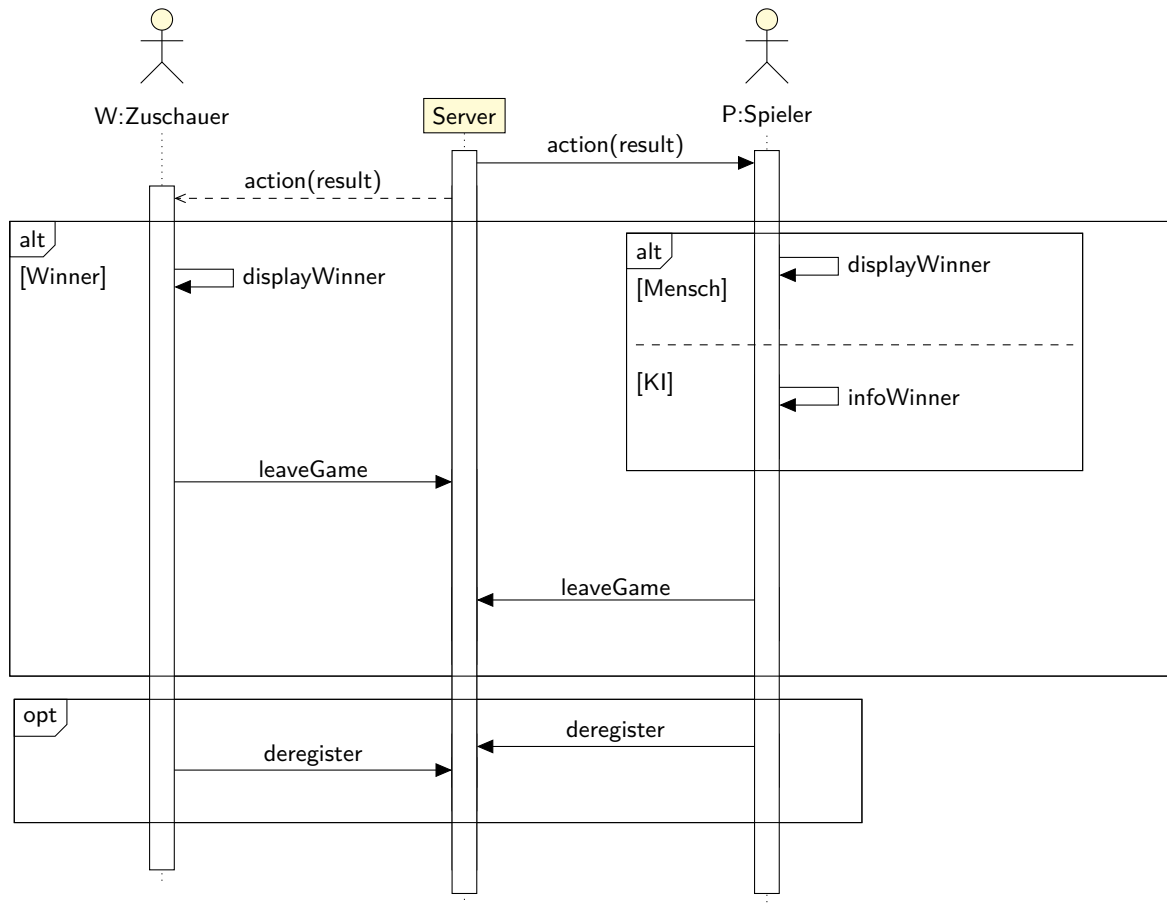 W:Zuschauer
Server
P:Spieler
action(result)
action(result)
alt
[Winner]
displayWinner
alt
[Mensch]
displayWinner
[KI]
infoWinner
leaveGame
leaveGame
opt
deregister
deregister